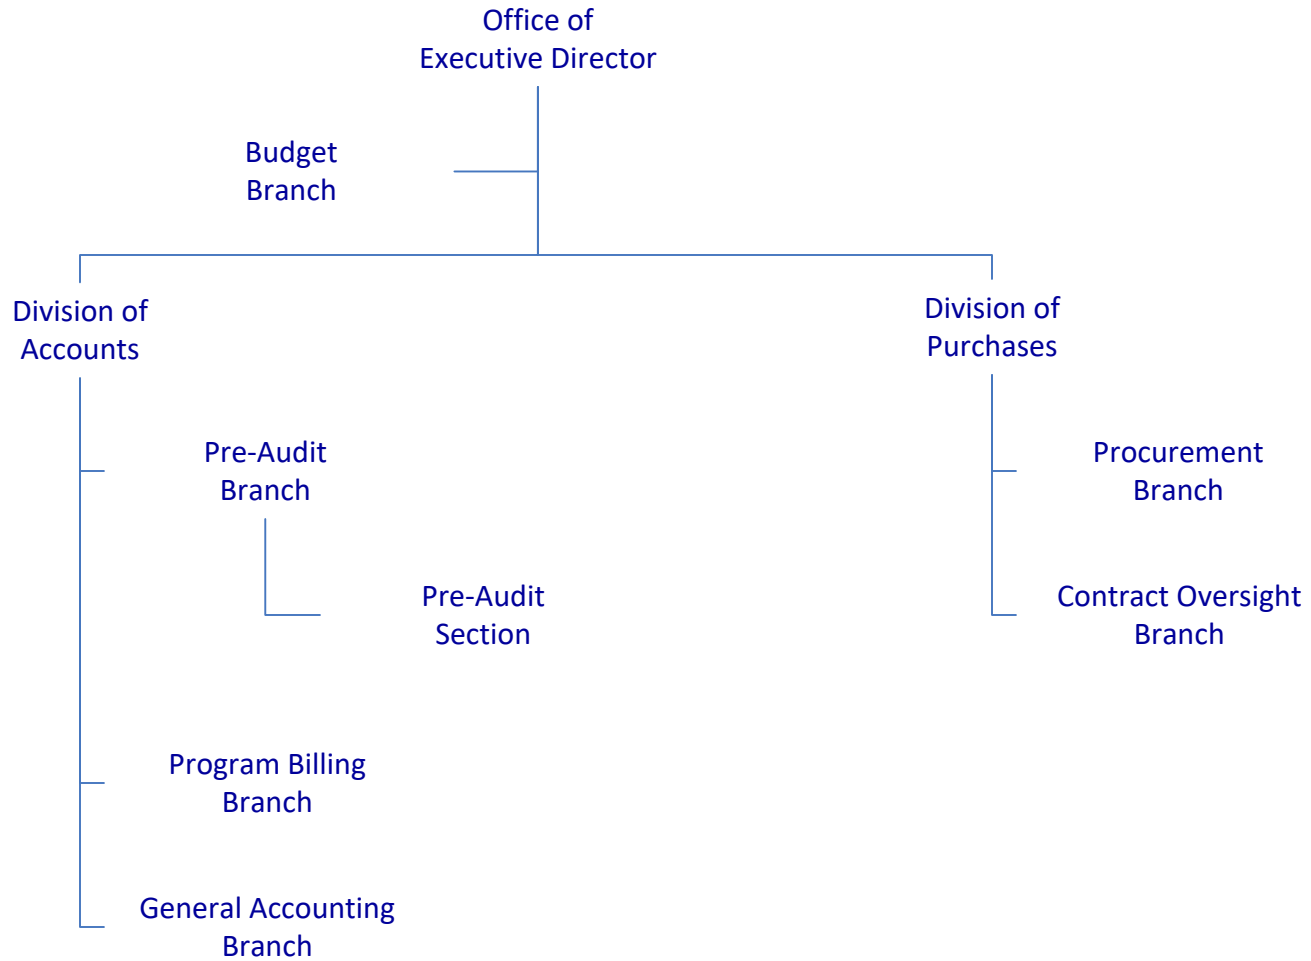 Office of
Executive Director
Budget
Branch
Division of
Accounts
Division of
Purchases
Pre-Audit
Branch
Procurement
Branch
Pre-Audit
Section
Contract Oversight
Branch
Program Billing
Branch
General Accounting
Branch